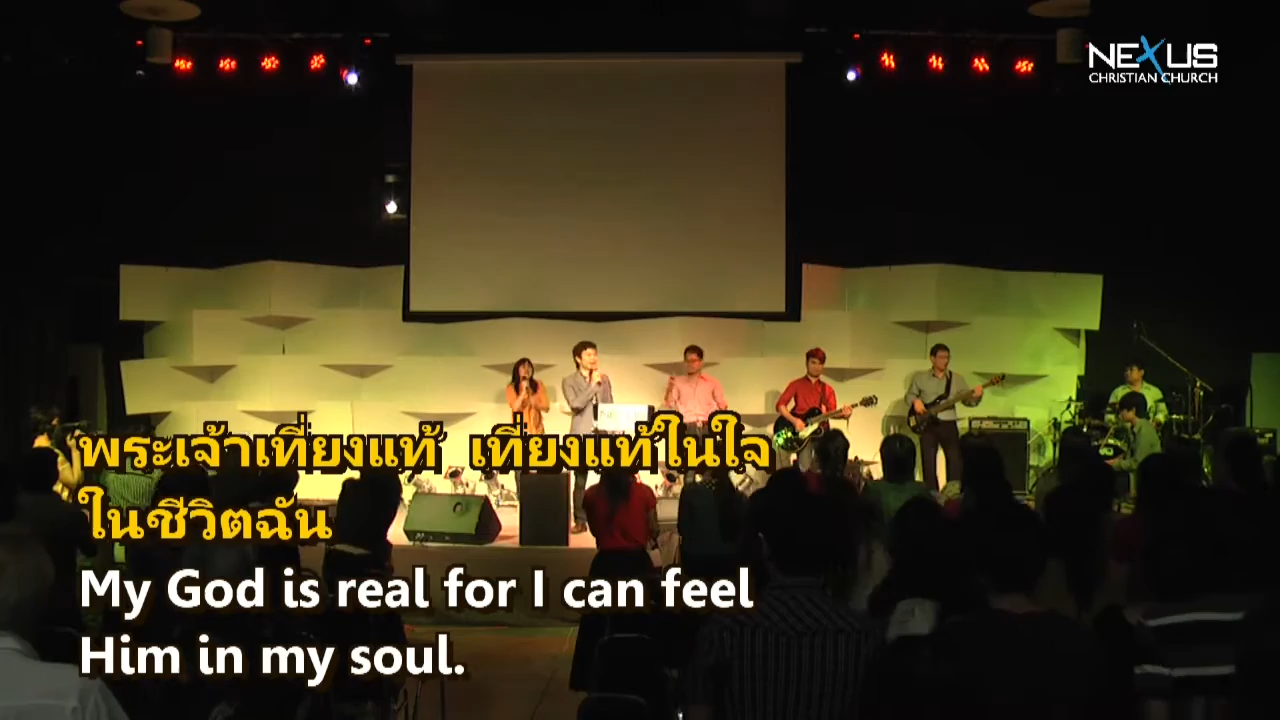 NEXUS
CHRISTIAN CHURCH
พระเจ้าเที่ยงแท้ เที่ยงแท้ในใจ
ในชีวิตฉัน
My God is real for I can feel
Him in my soul.